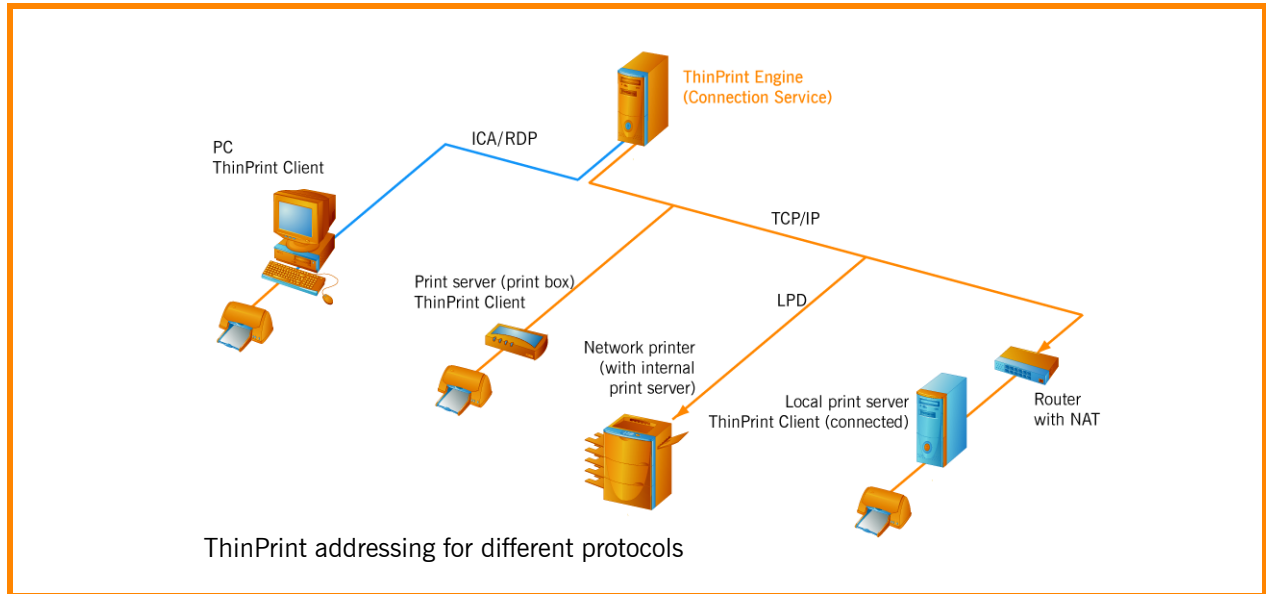 ThinPrint Engine
(Connection Service)
ICA/RDP
PC
ThinPrint Client
TCP/IP
Print server (print box)
ThinPrint Client
LPD
Network printer
(with internal
print server)
Local print server
ThinPrint Client (connected)
Router
with NAT
ThinPrint addressing for different protocols